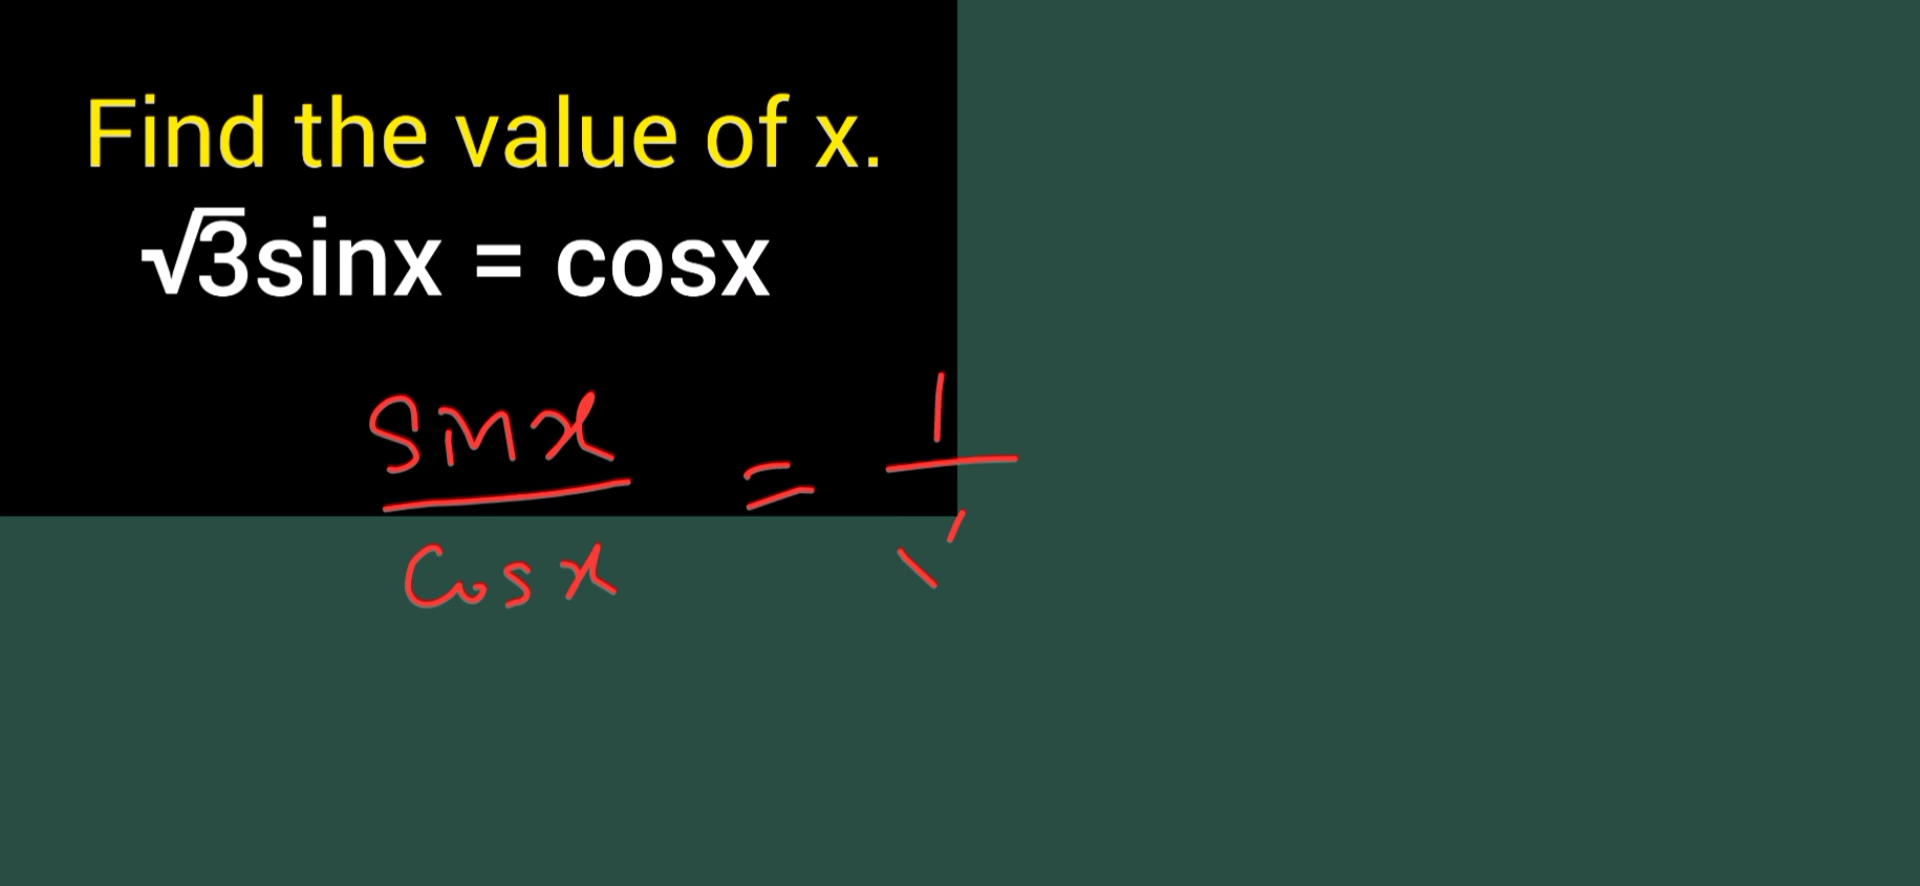 Find the value of x.
√3sinx = cosx
sinx / cosx = 1 /